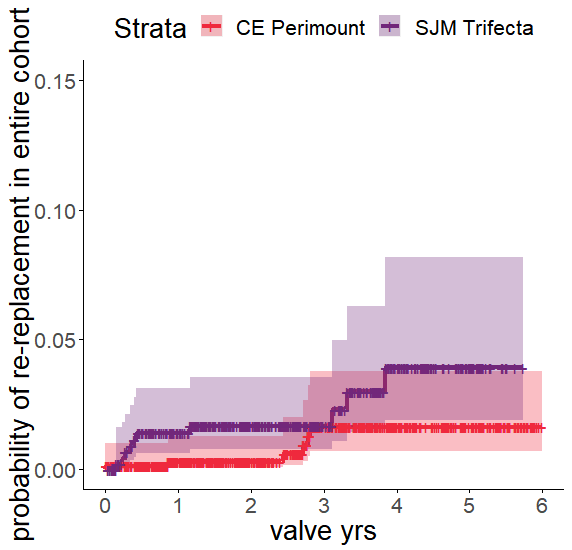 Strata CE Perimount SJM Trifecta
probability of re-replacement in entire cohort
0.15
0.10
0.05
0.00
0 1 2 3 4 5 6
valve yrs